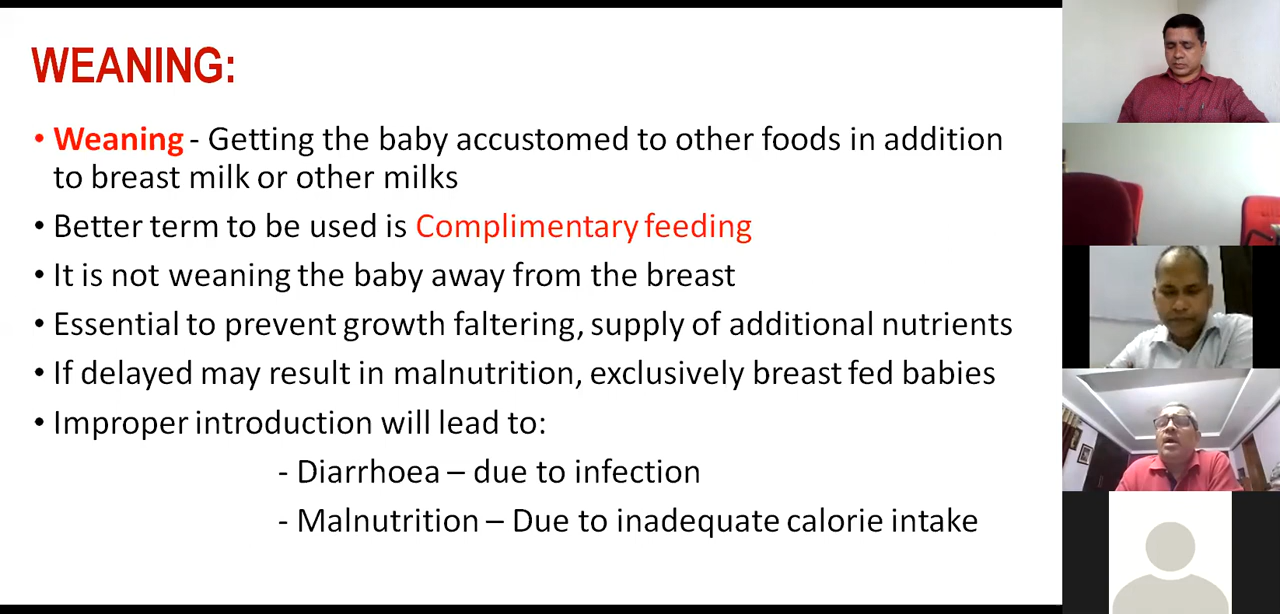 WEANING:
• Weaning - Getting the baby accustomed to other foods in addition
to breast milk or other milks
• Better term to be used is Complimentary feeding
• It is not weaning the baby away from the breast
• Essential to prevent growth faltering, supply of additional nutrients
• If delayed may result in malnutrition, exclusively breast fed babies
• Improper introduction will lead to:
- Diarrhoea – due to infection
- Malnutrition – Due to inadequate calorie intake